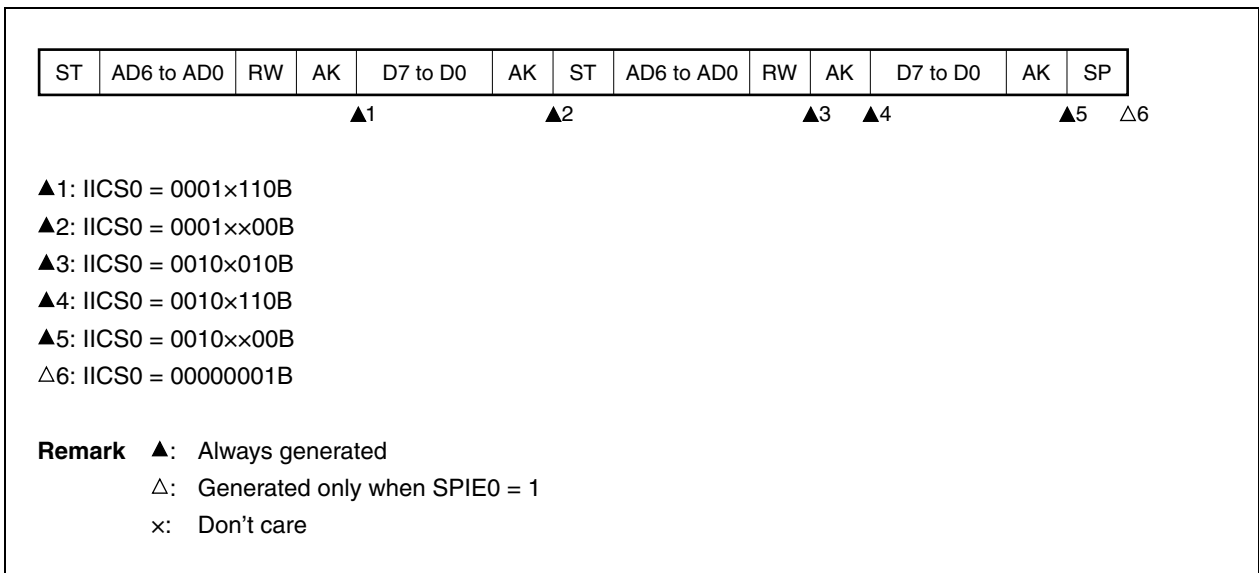 ST AD6 to AD0 RW AK D7 to D0 AK ST AD6 to AD0 RW AK D7 to D0 AK SP
▲1 ▲2 ▲3 ▲4 ▲5 △6
▲1: IICS0 = 0001×110B
▲2: IICS0 = 0001××00B
▲3: IICS0 = 0010×010B
▲4: IICS0 = 0010×110B
▲5: IICS0 = 0010××00B
△6: IICS0 = 00000001B
Remark ▲: Always generated
△: Generated only when SPIE0 = 1
×: Don't care